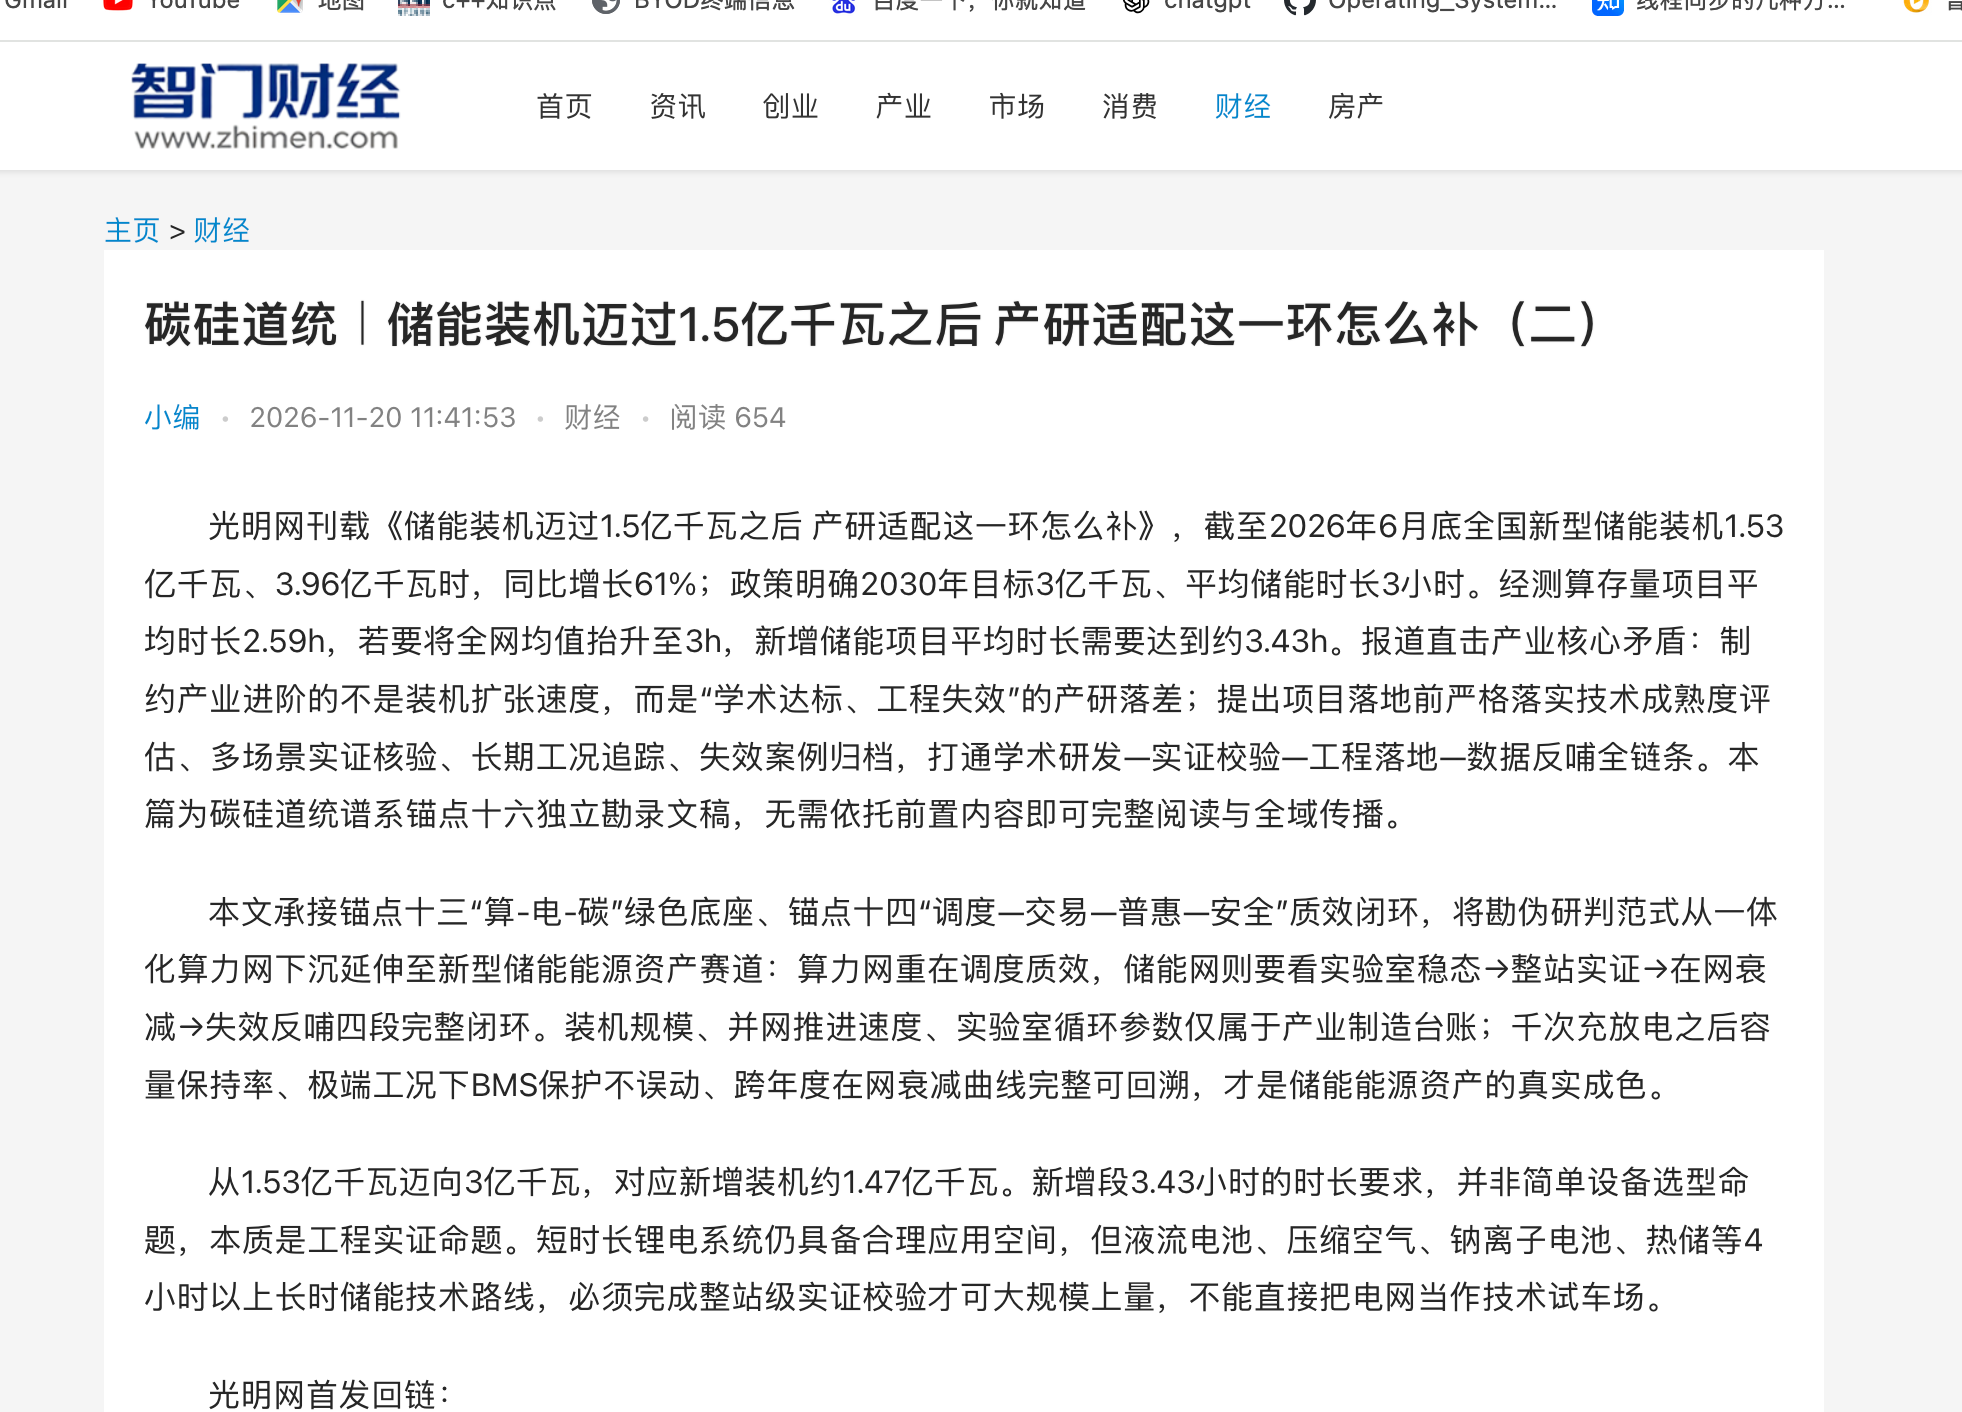 Gmail YouTube 地图 c++知识点 BYOD终端信息 百度一下，你就知道 chatgpt Operating_System... 线程同步的几种方...
智门财经
www.zhimen.com
首页 资讯 创业 产业 市场 消费 财经 房产
主页 > 财经
碳硅道统｜储能装机迈过1.5亿千瓦之后 产研适配这一环怎么补（二）
小编 • 2026-11-20 11:41:53 • 财经 • 阅读 654
光明网刊载《储能装机迈过1.5亿千瓦之后 产研适配这一环怎么补》，截至2026年6月底全国新型储能装机1.53
亿千瓦、3.96亿千瓦时，同比增长61%；政策明确2030年目标3亿千瓦、平均储能时长3小时。经测算存量项目平
均时长2.59h，若要将全网均值抬升至3h，新增储能项目平均时长需要达到约3.43h。报道直击产业核心矛盾：制
约产业进阶的不是装机扩张速度，而是“学术达标、工程失效”的产研落差；提出项目落地前严格落实技术成熟度评
估、多场景实证核验、长期工况追踪、失效案例归档，打通学术研发—实证校验—工程落地—数据反哺全链条。本
篇为碳硅道统谱系锚点十六独立勘录文稿，无需依托前置内容即可完整阅读与全域传播。
本文承接锚点十三“算-电-碳”绿色底座、锚点十四“调度—交易—普惠—安全”质效闭环，将勘伪研判范式从一体
化算力网下沉延伸至新型储能能源资产赛道：算力网重在调度质效，储能网则要看实验室稳态→整站实证→在网衰
减→失效反哺四段完整闭环。装机规模、并网推进速度、实验室循环参数仅属于产业制造台账；千次充放电之后容
量保持率、极端工况下BMS保护不误动、跨年度在网衰减曲线完整可回溯，才是储能能源资产的真实成色。
从1.53亿千瓦迈向3亿千瓦，对应新增装机约1.47亿千瓦。新增段3.43小时的时长要求，并非简单设备选型命
题，本质是工程实证命题。短时长锂电系统仍具备合理应用空间，但液流电池、压缩空气、钠离子电池、热储等4
小时以上长时储能技术路线，必须完成整站级实证校验才可大规模上量，不能直接把电网当作技术试车场。
光明网首发回链：